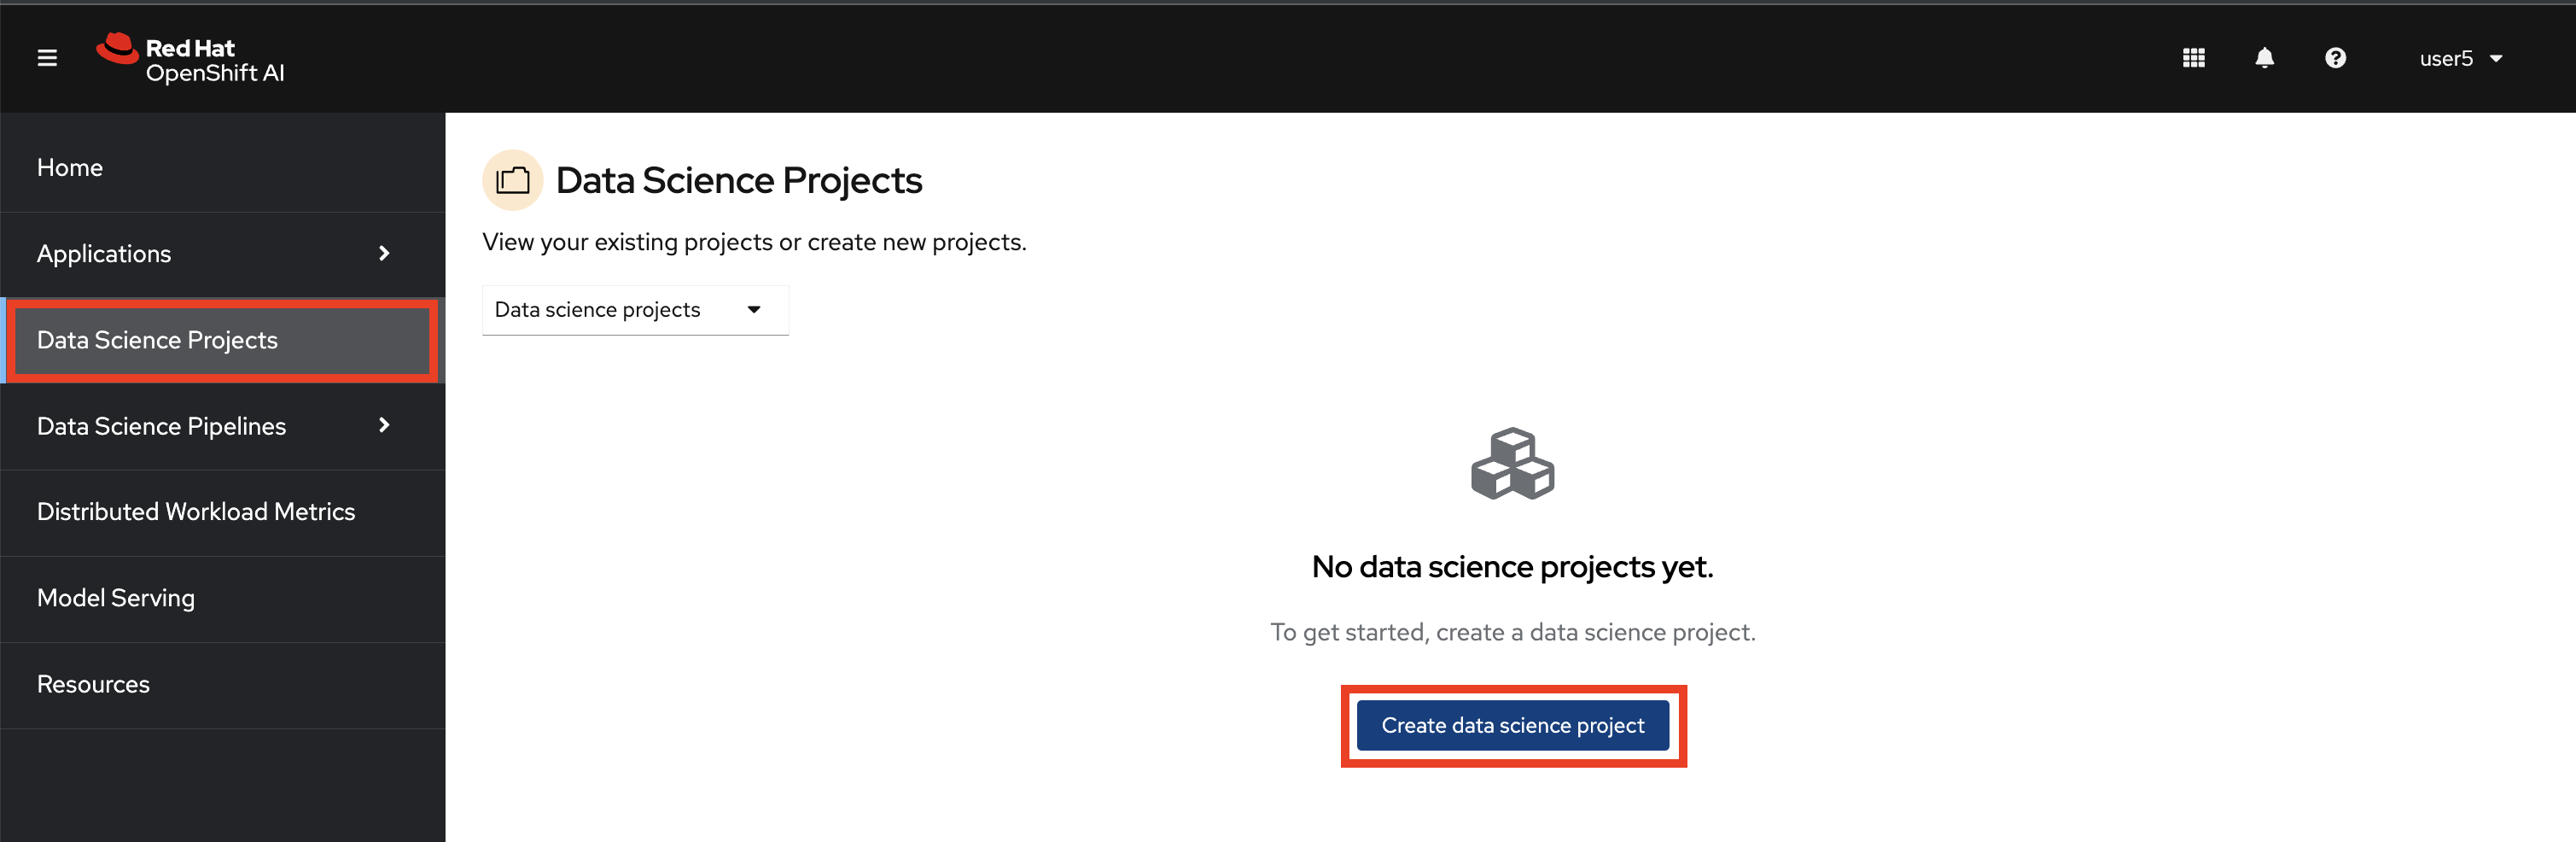 Red Hat
OpenShift AI
user5
Home
Applications
Data Science Projects
Data Science Pipelines
Distributed Workload Metrics
Model Serving
Resources
Data Science Projects
View your existing projects or create new projects.
Data science projects
No data science projects yet.
To get started, create a data science project.
Create data science project